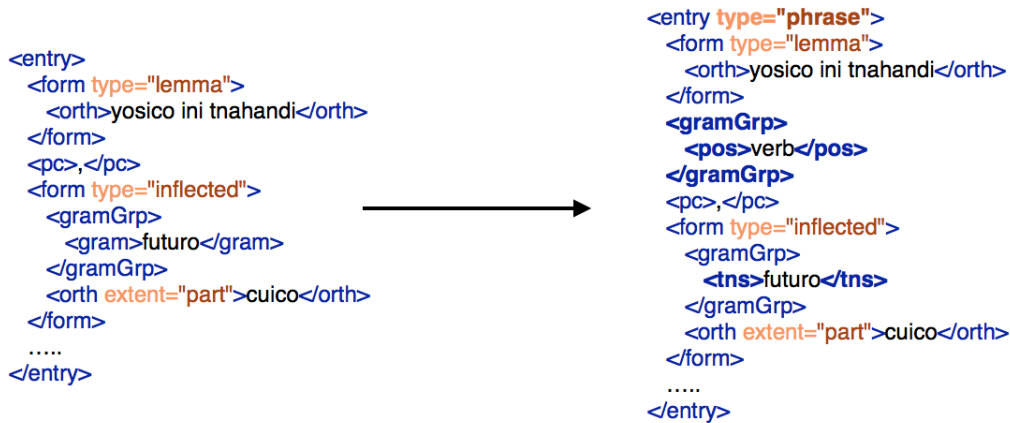 <entry>
<form type="lemma">
<orth>yosico ini tnahandi</orth>
</form>
<pc>,</pc>
<form type="inflected">
<gramGrp>
<gram>futuro</gram>
</gramGrp>
<orth extent="part">cuico</orth>
</form>
.....
</entry>
<entry type="phrase">
<form type="lemma">
<orth>yosico ini tnahandi</orth>
</form>
<gramGrp>
<pos>verb</pos>
</gramGrp>
<pc>,</pc>
<form type="inflected">
<gramGrp>
<tns>futuro</tns>
</gramGrp>
<orth extent="part">cuico</orth>
</form>
.....
</entry>